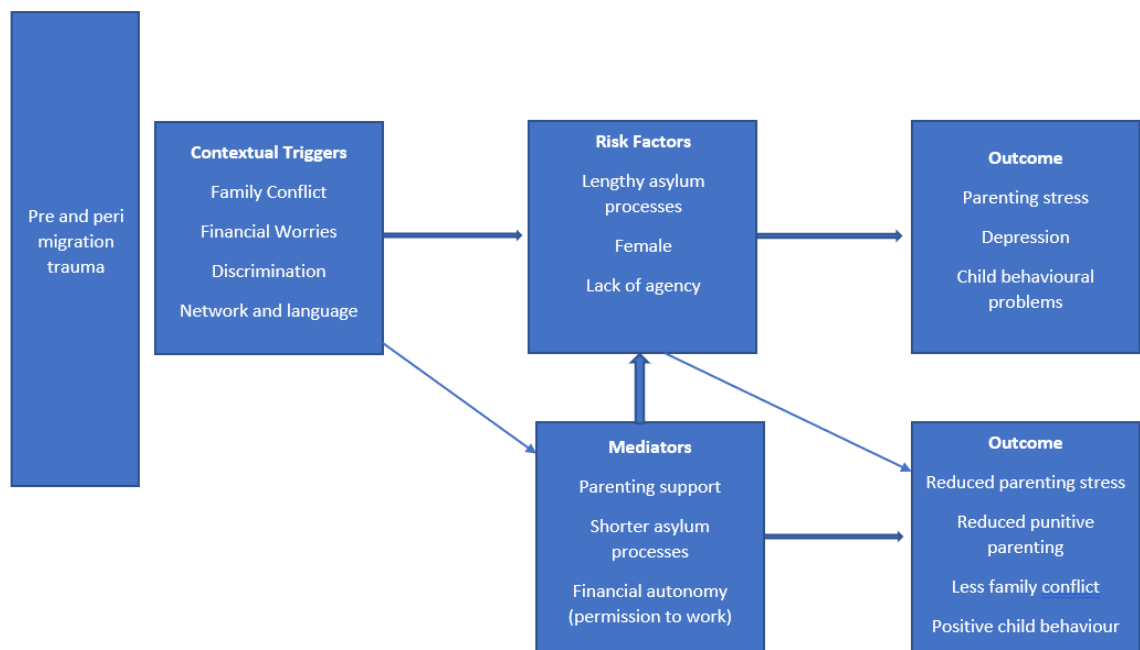 Pre and peri
migration
trauma
Contextual Triggers
Family Conflict
Financial Worries
Discrimination
Network and language
Risk Factors
Lengthy asylum
processes
Female
Lack of agency
Outcome
Parenting stress
Depression
Child behavioural
problems
Mediators
Parenting support
Shorter asylum
processes
Financial autonomy
(permission to work)
Outcome
Reduced parenting stress
Reduced punitive
parenting
Less family conflict
Positive child behaviour